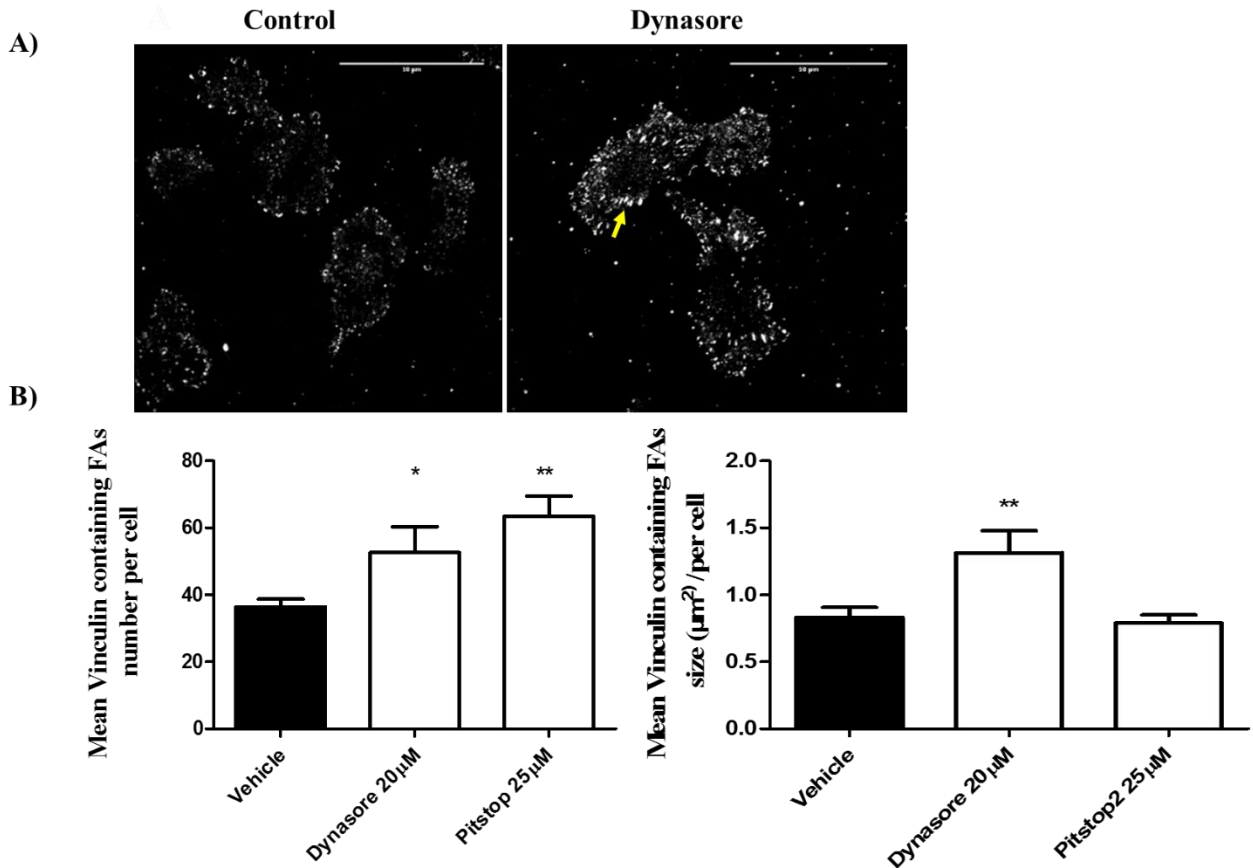 A
Control
Dynasore
A)
10 µm
B)
Mean Vinculin containing FAs
number per cell
80
60
40
20
0
*
**
Vehicle
Dynasore 20µM
Pitstop 25µM
Mean Vinculin containing FAs
size (µm²⁾ /per cell
2.0
1.5
1.0
0.5
0.0
**
Vehicle
Dynasore 20µM
Pitstop2 25µM